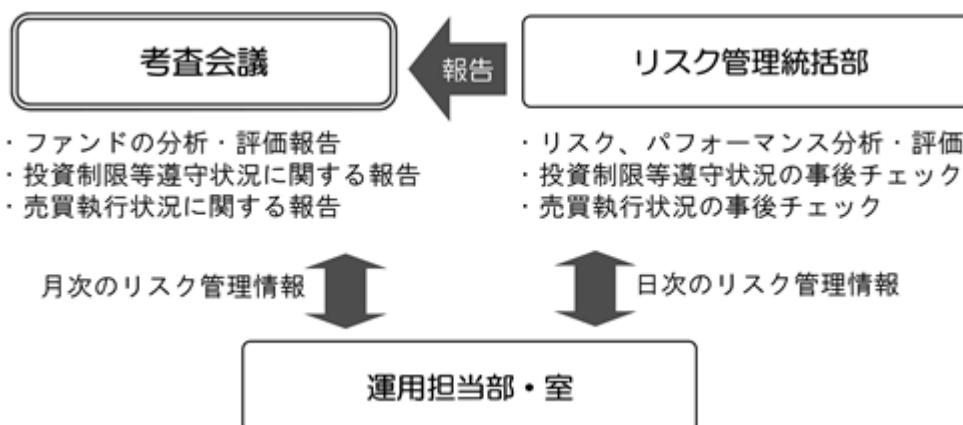 考査会議
報告
リスク管理統括部
・ファンドの分析・評価報告
・投資制限等遵守状況に関する報告
・売買執行状況に関する報告
・リスク、パフォーマンス分析・評価
・投資制限等遵守状況の事後チェック
・売買執行状況の事後チェック
月次のリスク管理情報
日次のリスク管理情報
運用担当部・室